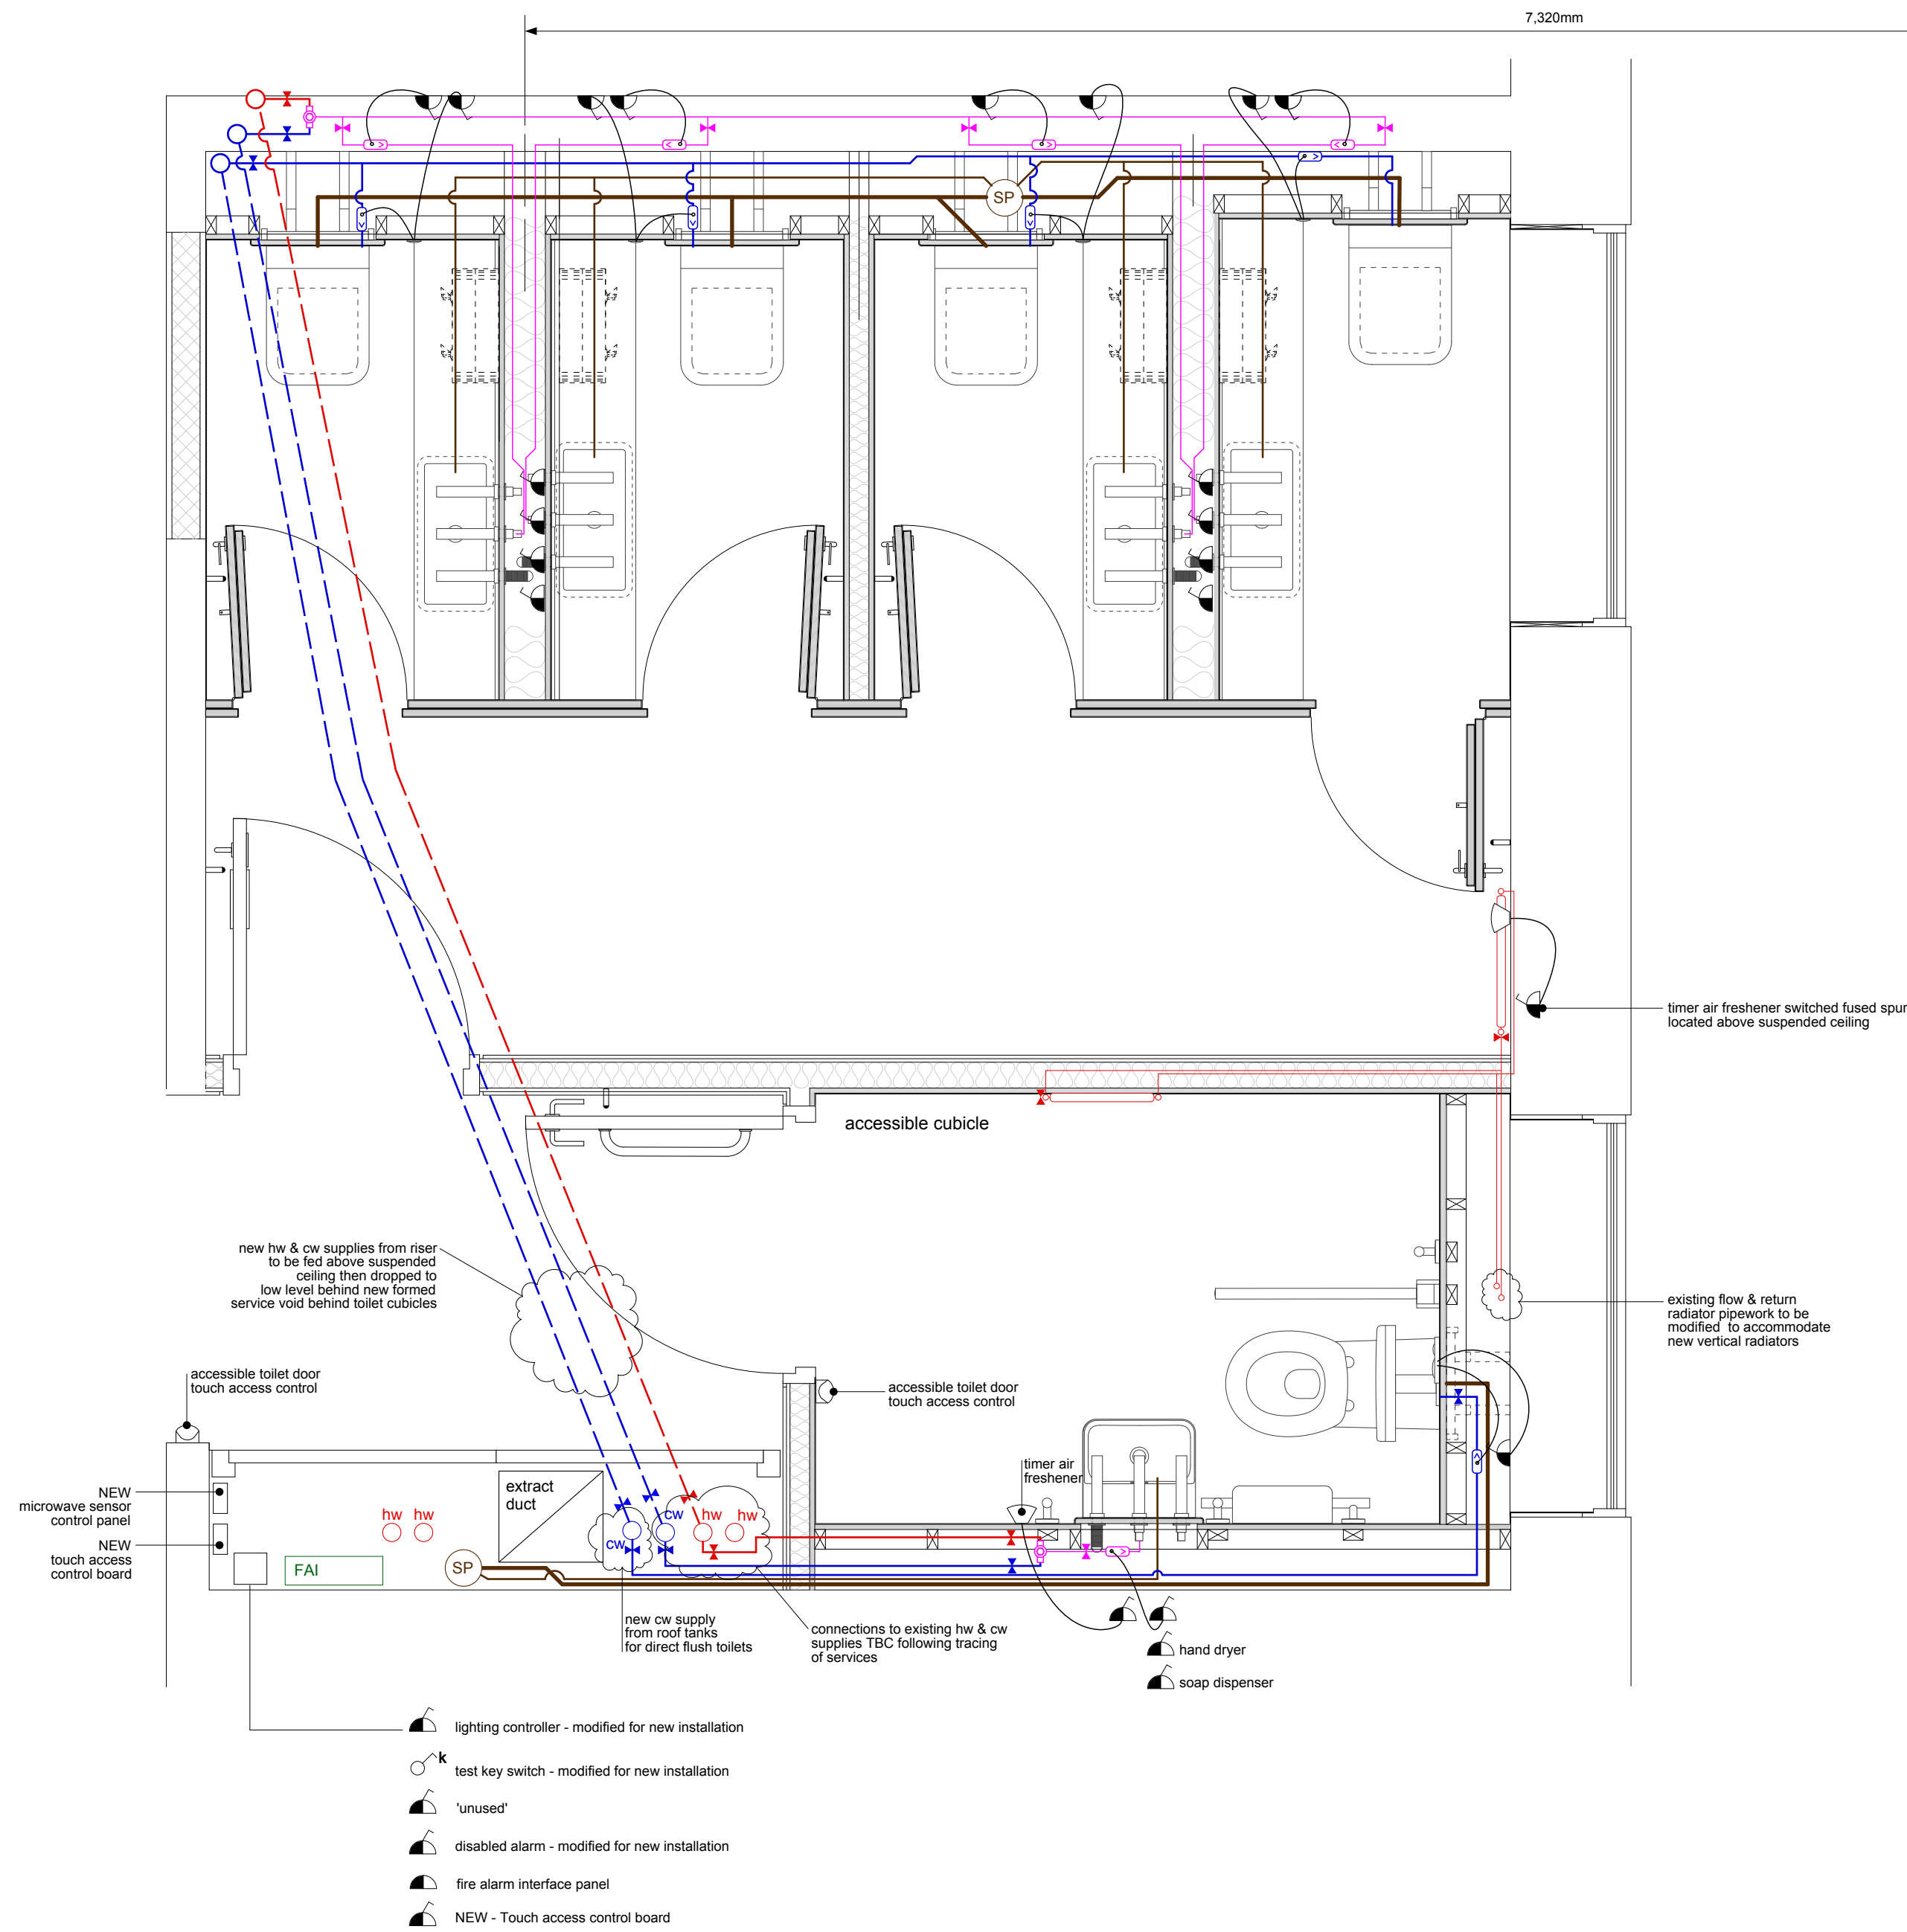 7,320mm
SP
timer air freshener switched fused spur
located above suspended ceiling
accessible cubicle
new hw & cw supplies from riser
to be fed above suspended
ceiling then dropped to
low level behind new formed
service void behind toilet cubicles
existing flow & return
radiator pipework to be
modified to accommodate
new vertical radiators
accessible toilet door
touch access control
accessible toilet door
touch access control
timer air
freshener
extract
duct
NEW
microwave sensor
control panel
hw
hw
cw
hw
hw
cw
NEW
touch access
control board
FAI
SP
new cw supply
from roof tanks
for direct flush toilets
connections to existing hw & cw
supplies TBC following tracing
of services
hand dryer
soap dispenser
lighting controller - modified for new installation
k
test key switch - modified for new installation
'unused'
disabled alarm - modified for new installation
fire alarm interface panel
NEW - Touch access control board